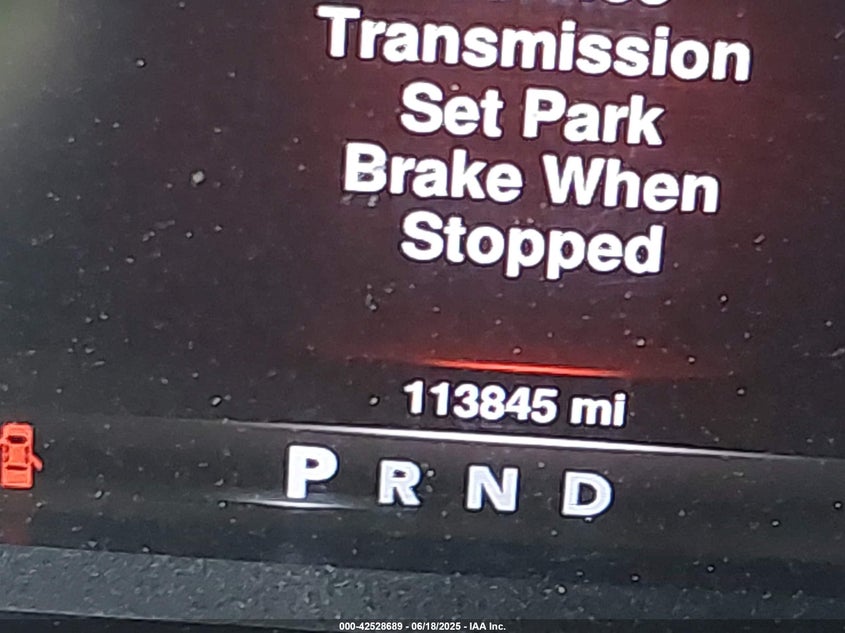 Transmission
Set Park
Brake When
Stopped
113845 mi
P R N D
000-42528689 - 06/18/2025 - IAA Inc.